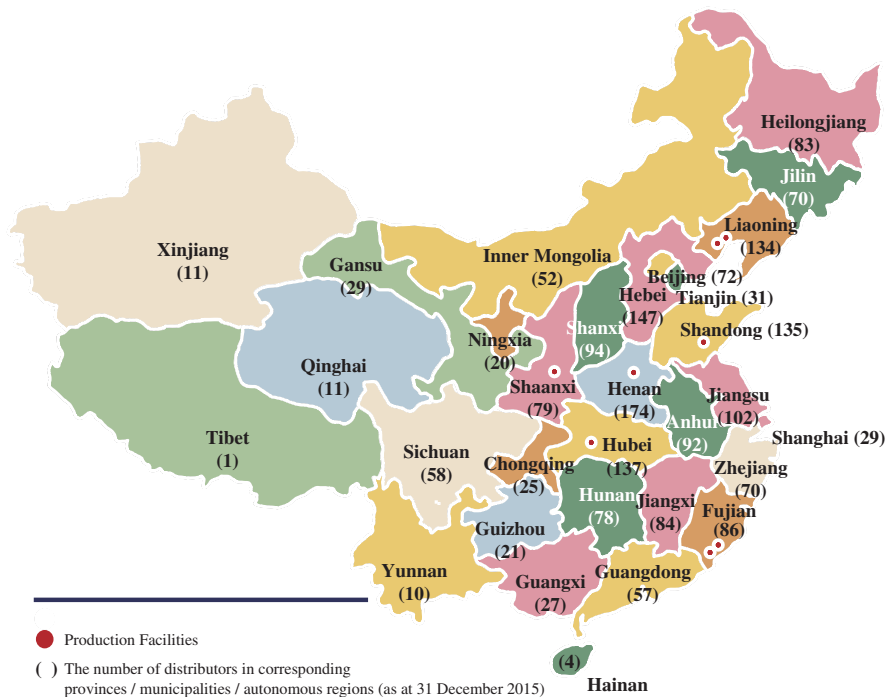 Heilongjiang
(83)
Jilin
(70)
Liaoning
(134)
Xinjiang
(11)
Gansu
(29)
Inner Mongolia
(52)
Beijing (72)
Hebei
(147)
Tianjin (31)
Shanxi
(94)
Shandong (135)
Ningxia
(20)
Qinghai
(11)
Shaanxi
(79)
Henan
(174)
Jiangsu
(102)
Anhui
(92)
Tibet
(1)
Sichuan
(58)
Chongqing
(25)
Hubei
(137)
Shanghai (29)
Zhejiang
(70)
Hunan
(78)
Jiangxi
(84)
Fujian
(86)
Guizhou
(21)
Yunnan
(10)
Guangxi
(27)
Guangdong
(57)
(4)
Hainan
Production Facilities
( ) The number of distributors in corresponding
provinces / municipalities / autonomous regions (as at 31 December 2015)